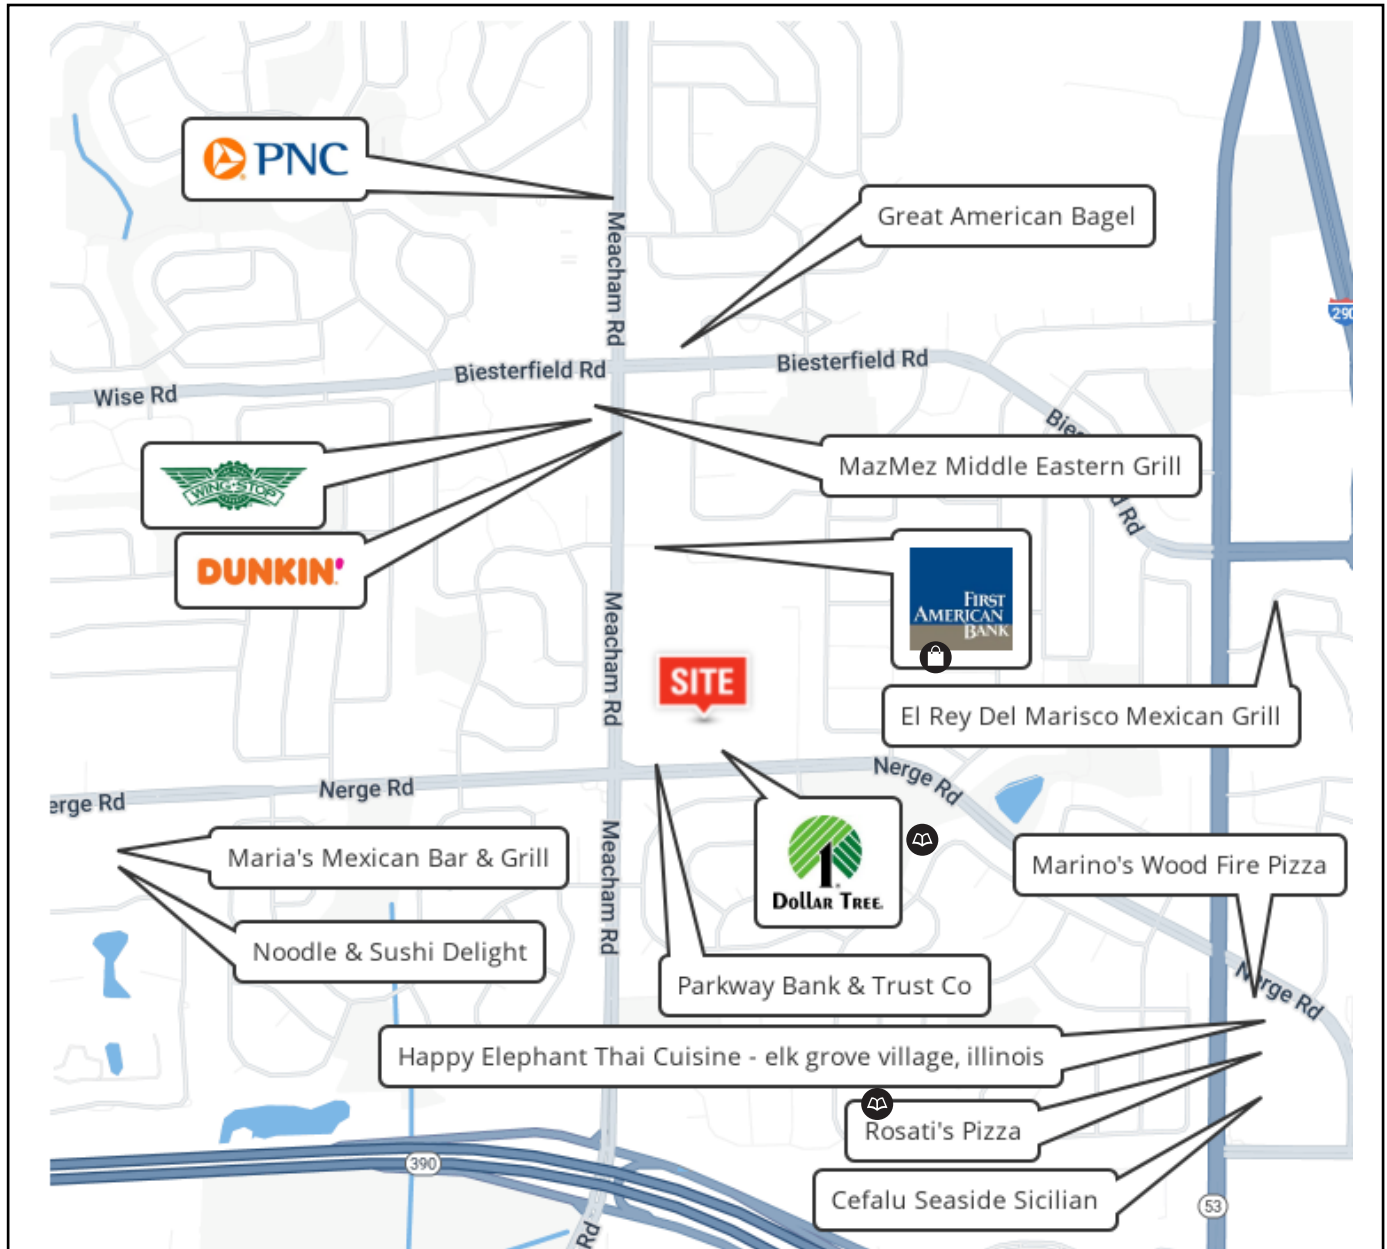 PNC
Great American Bagel
Meacham Rd
290
Biesterfield Rd
Biesterfield Rd
Wise Rd
MazMez Middle Eastern Grill
WING·STOP
DUNKIN'
FIRST
AMERICAN
BANK
Meacham Rd
SITE
El Rey Del Marisco Mexican Grill
Nerge Rd
Nerge Rd
erge Rd
Maria's Mexican Bar & Grill
1
DOLLAR TREE
Marino's Wood Fire Pizza
Meacham Rd
Noodle & Sushi Delight
Parkway Bank & Trust Co
Nerge Rd
Happy Elephant Thai Cuisine - elk grove village, illinois
Rosati's Pizza
390
Cefalu Seaside Sicilian
53
Rd